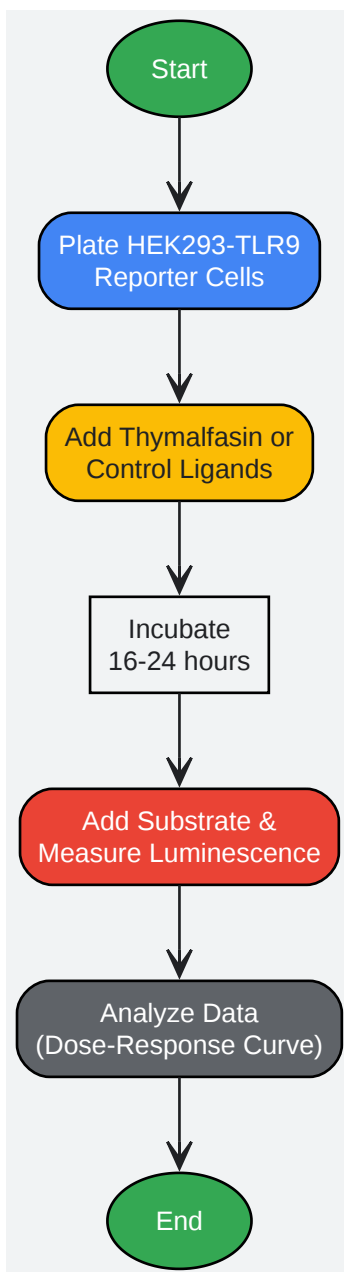 Start
Plate HEK293-TLR9
Reporter Cells
Add Thymalfasin or
Control Ligands
Incubate
16-24 hours
Add Substrate &
Measure Luminescence
Analyze Data
(Dose-Response Curve)
End